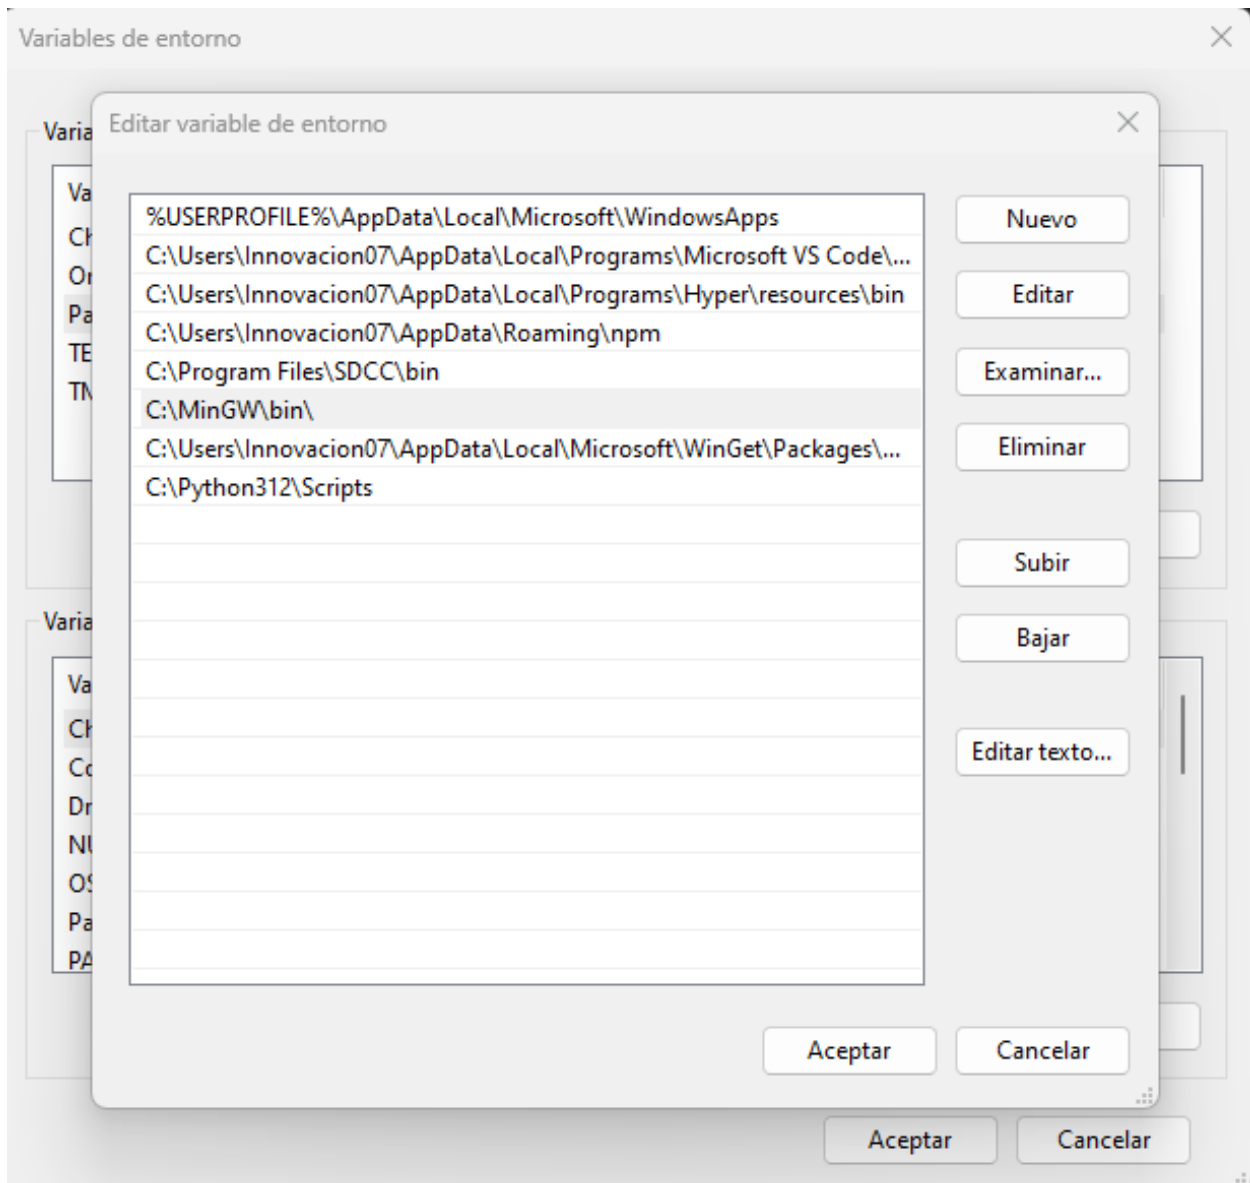 Variables de entorno
Editar variable de entorno
%USERPROFILE%\AppData\Local\Microsoft\WindowsApps
Nuevo
C:\Users\Innovacion07\AppData\Local\Programs\Microsoft VS Code\...
C:\Users\Innovacion07\AppData\Local\Programs\Hyper\resources\bin
Editar
C:\Users\Innovacion07\AppData\Roaming\npm
C:\Program Files\SDCC\bin
Examinar...
C:\MinGW\bin\
C:\Users\Innovacion07\AppData\Local\Microsoft\WinGet\Packages\...
Eliminar
C:\Python312\Scripts
Subir
Bajar
Editar texto...
Aceptar
Cancelar
Aceptar
Cancelar